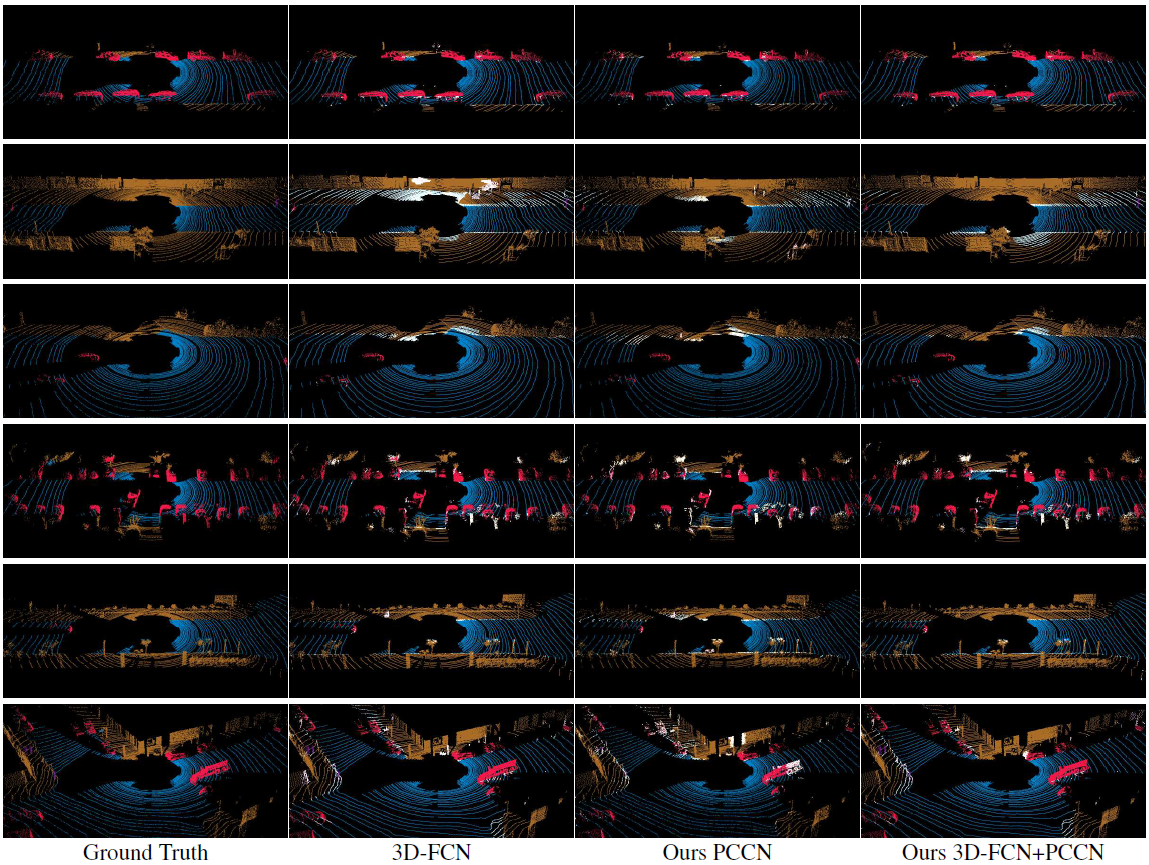 Ground Truth
3D-FCN
Ours PCCN
Ours 3D-FCN+PCCN